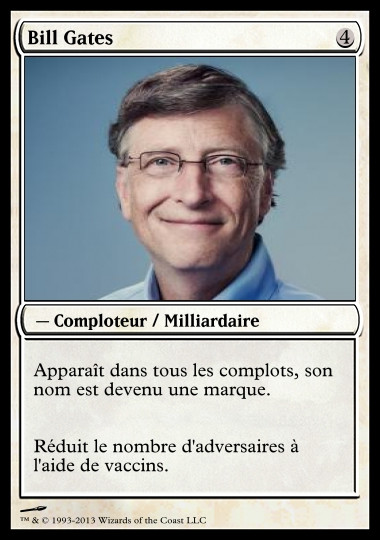 Bill Gates 4
— Comploteur / Milliardaire
Apparaît dans tous les complots, son
nom est devenu une marque.
Réduit le nombre d'adversaires à
l'aide de vaccins.
™ & © 1993-2013 Wizards of the Coast LLC